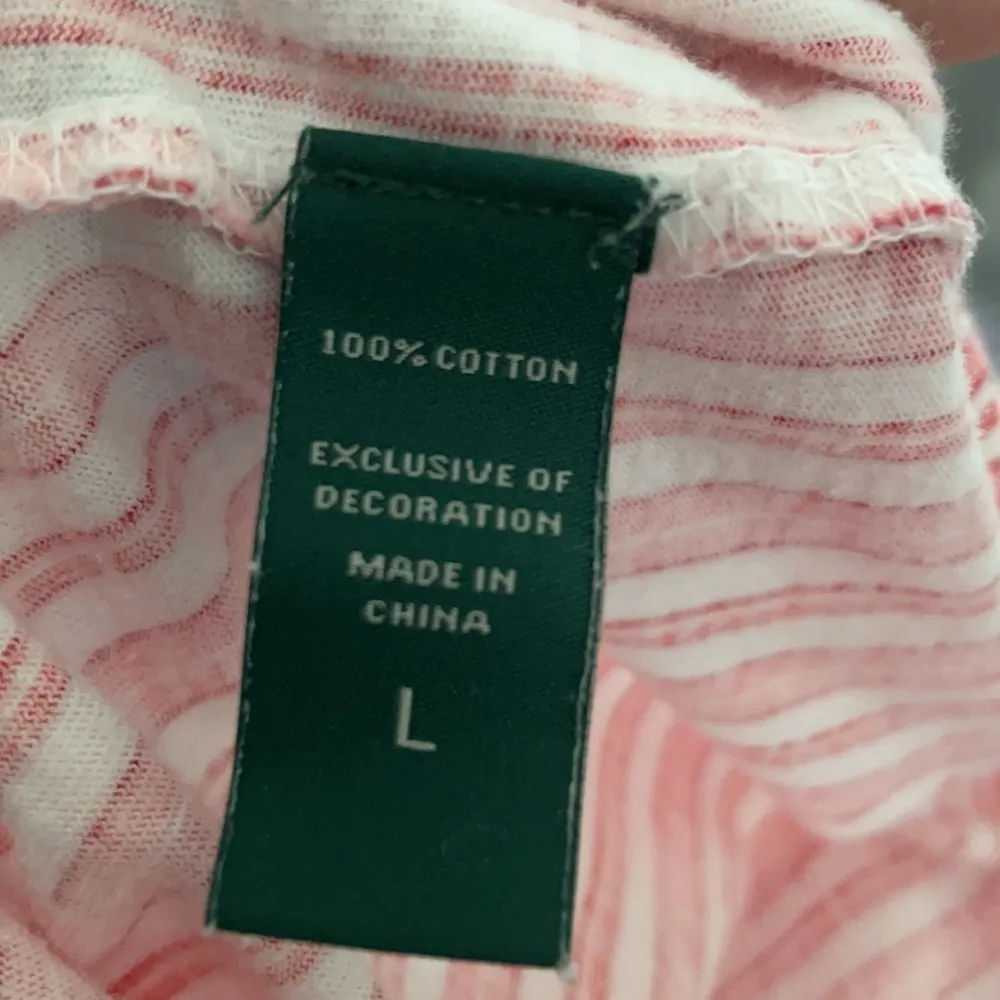 100% COTTON
EXCLUSIVE OF
DECORATION
MADE IN
CHINA
L